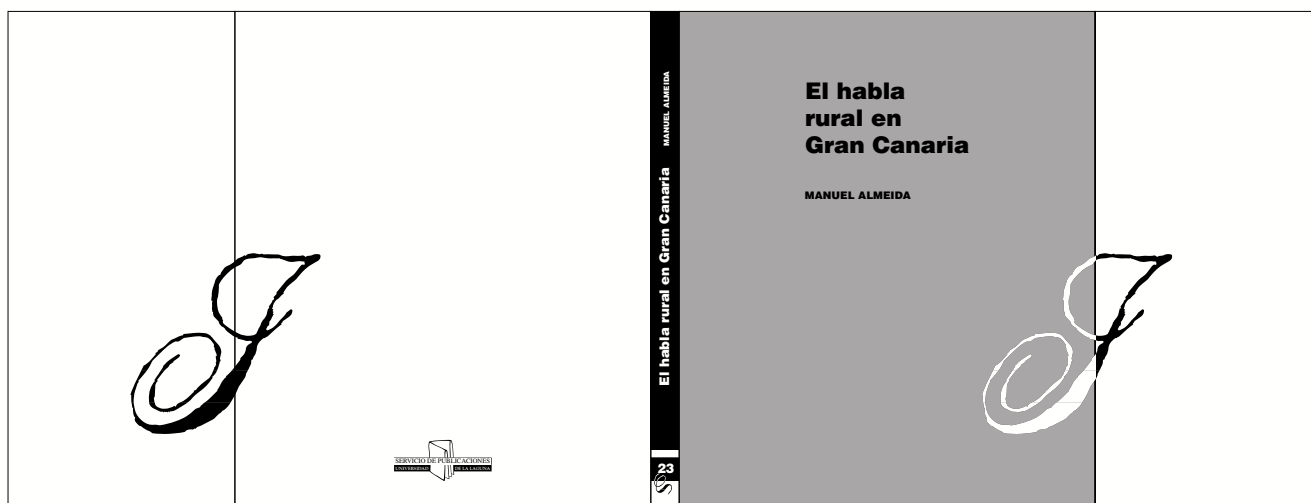 SERVICIO DE PUBLICACIONES
UNIVERSIDAD DE LA LAGUNA
El habla rural en Gran Canaria MANUEL ALMEIDA
23
El habla
rural en
Gran Canaria
MANUEL ALMEIDA